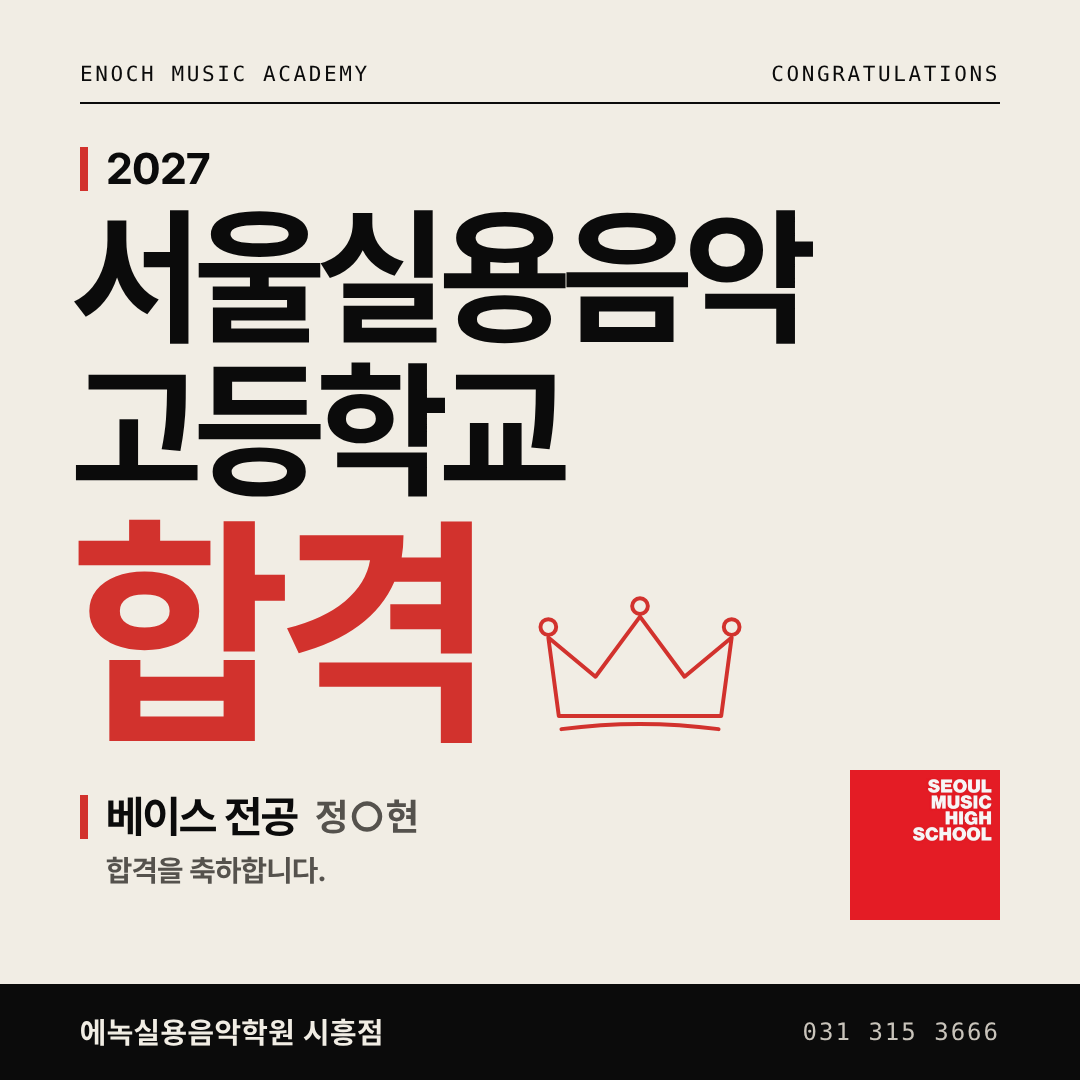 ENOCH MUSIC ACADEMY
CONGRATULATIONS
2027
서울실용음악
고등학교
합격
베이스 전공 정○현
합격을 축하합니다.
SEOUL
MUSIC
HIGH
SCHOOL
에녹실용음악학원 시흥점
031 315 3666